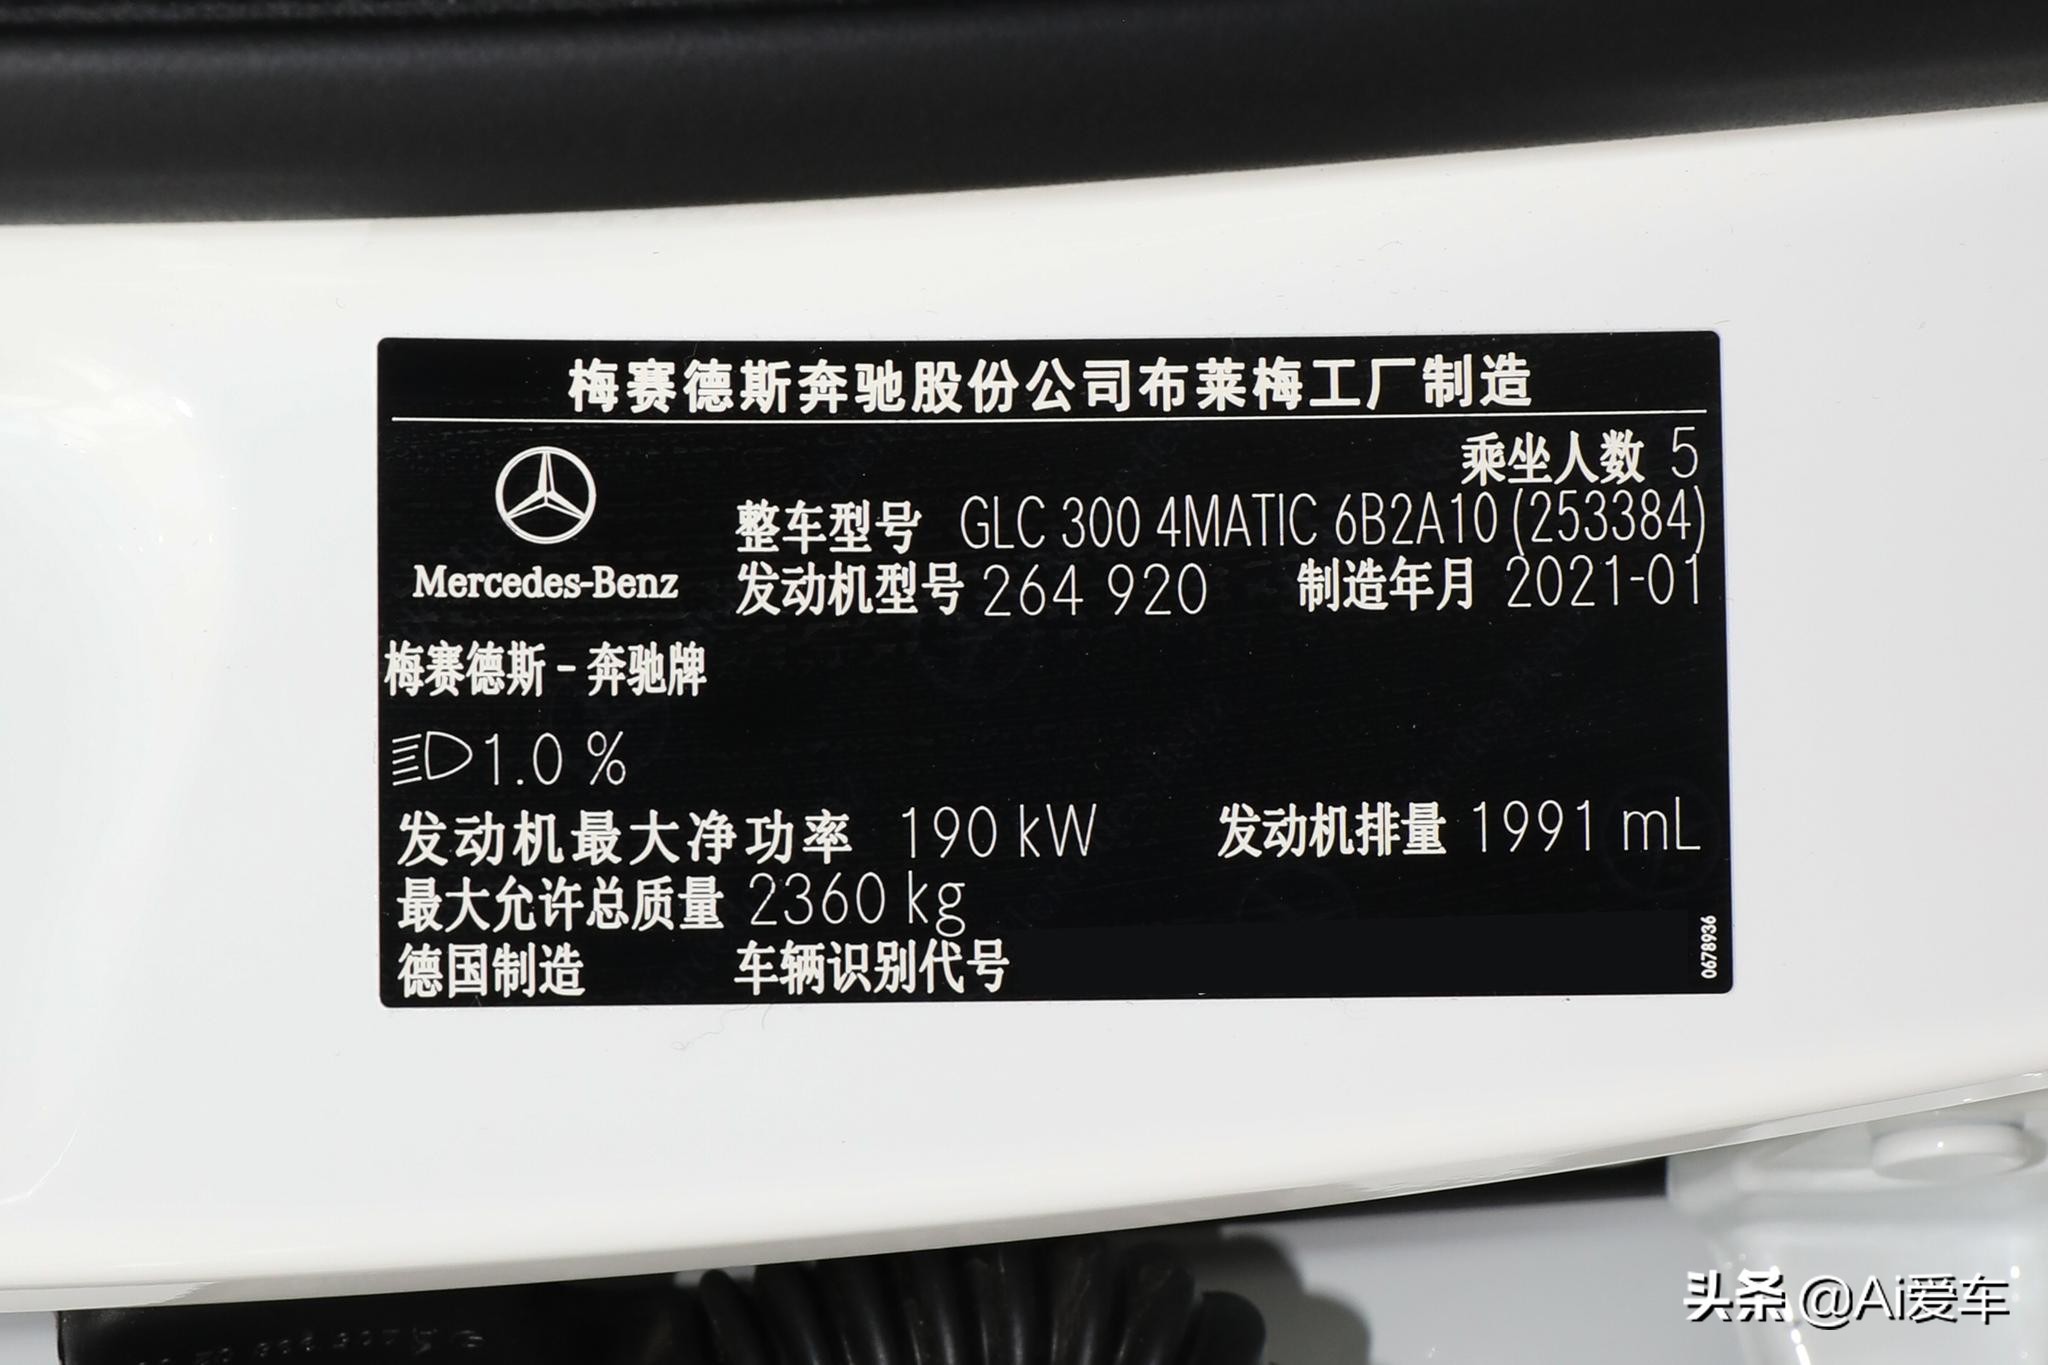 梅赛德斯奔驰股份公司布莱梅工厂制造
乘坐人数 5
整车型号 GLC 300 4MATIC 6B2A10 (253384)
Mercedes-Benz
发动机型号 264 920 制造年月 2021-01
梅赛德斯-奔驰牌
1.0 %
发动机最大净功率 190 kW 发动机排量 1991 mL
最大允许总质量 2360 kg
德国制造 车辆识别代号
0678936
头条 @Ai爱车